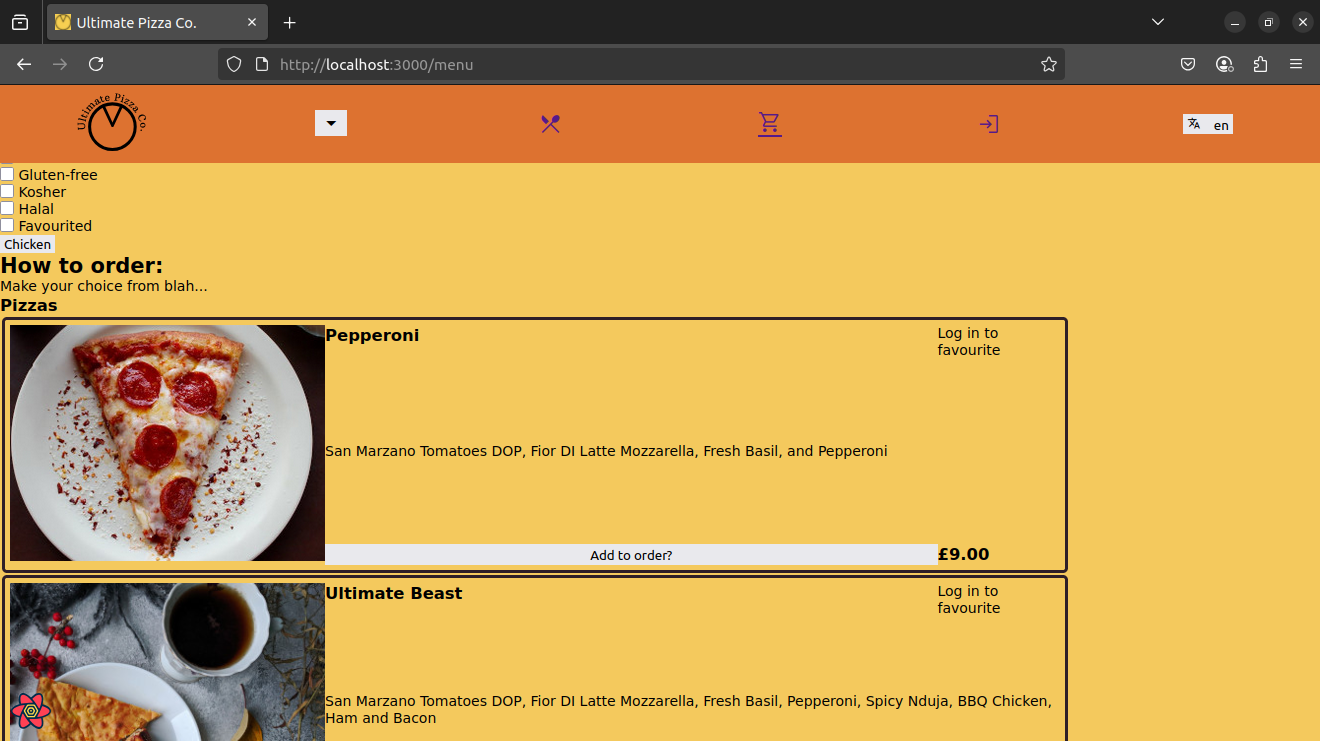 Ultimate Pizza Co.
http://localhost:3000/menu
Ultimate Pizza Co.
en
Gluten-free
Kosher
Halal
Favourited
Chicken
How to order:
Make your choice from blah...
Pizzas
Pepperoni
Log in to
favourite
San Marzano Tomatoes DOP, Fior DI Latte Mozzarella, Fresh Basil, and Pepperoni
Add to order?
£9.00
Ultimate Beast
Log in to
favourite
San Marzano Tomatoes DOP, Fior DI Latte Mozzarella, Fresh Basil, Pepperoni, Spicy Nduja, BBQ Chicken,
Ham and Bacon